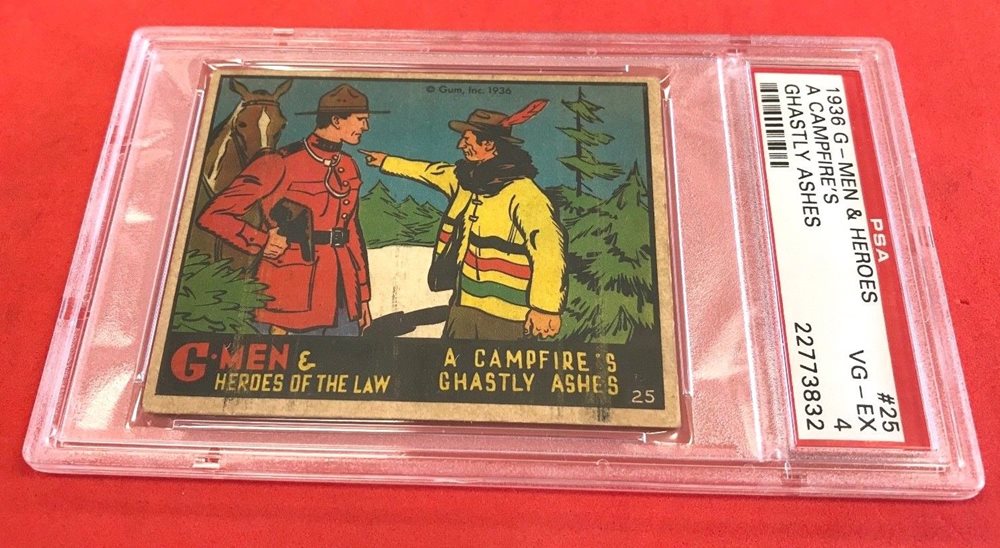 © Gum, Inc. 1936
G-MEN &
HEROES OF THE LAW
A CAMPFIRE'S
GHASTLY ASHES
25
1936 G-MEN & HEROES
A CAMPFIRE'S
GHASTLY ASHES
PSA
#25
VG-EX 4
22773832